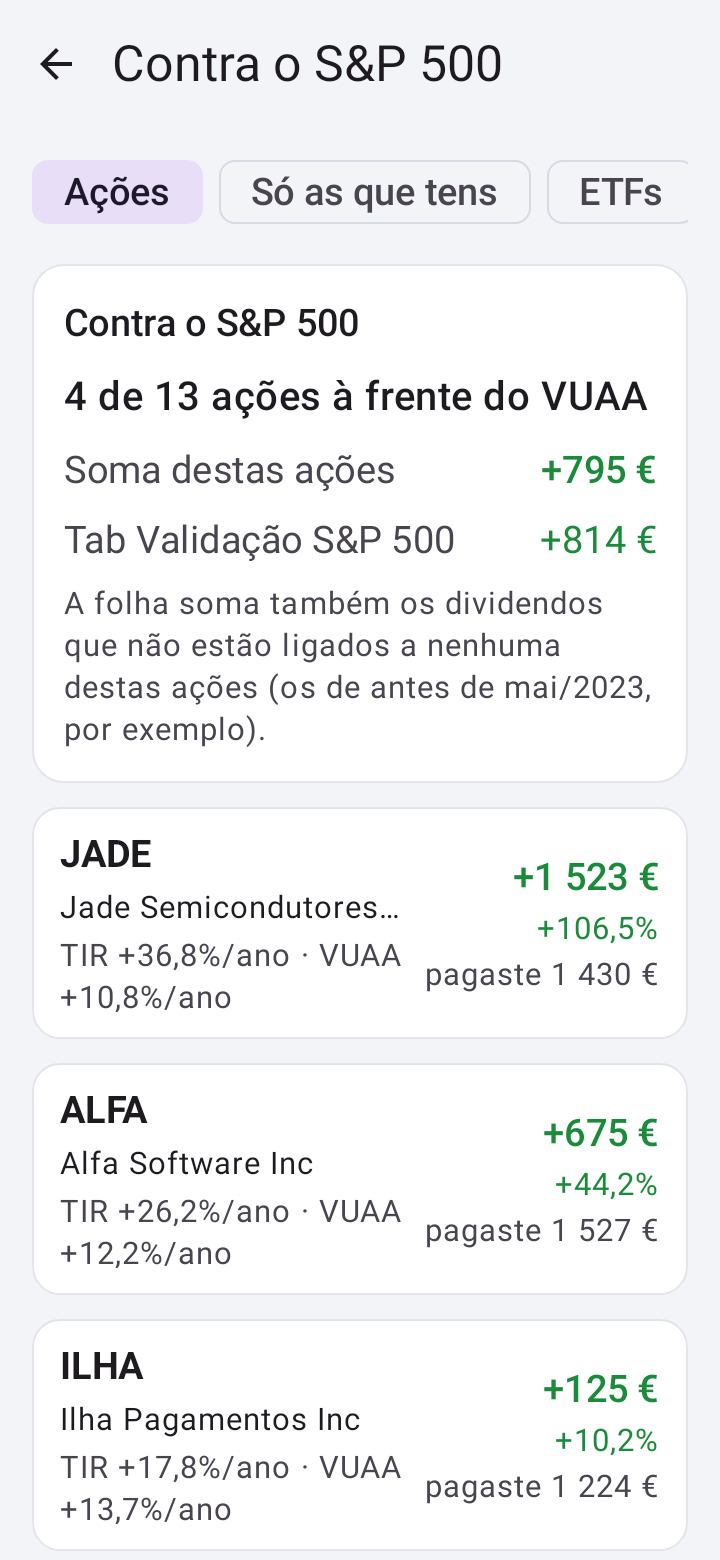 Contra o S&P 500
Ações
Só as que tens
ETFs
Contra o S&P 500
4 de 13 ações à frente do VUAA
Soma destas ações +795 €
Tab Validação S&P 500 +814 €
A folha soma também os dividendos
que não estão ligados a nenhuma
destas ações (os de antes de mai/2023,
por exemplo).
JADE
Jade Semicondutores…
TIR +36,8%/ano · VUAA
+10,8%/ano
+1 523 €
+106,5%
pagaste 1 430 €
ALFA
Alfa Software Inc
TIR +26,2%/ano · VUAA
+12,2%/ano
+675 €
+44,2%
pagaste 1 527 €
ILHA
Ilha Pagamentos Inc
TIR +17,8%/ano · VUAA
+13,7%/ano
+125 €
+10,2%
pagaste 1 224 €